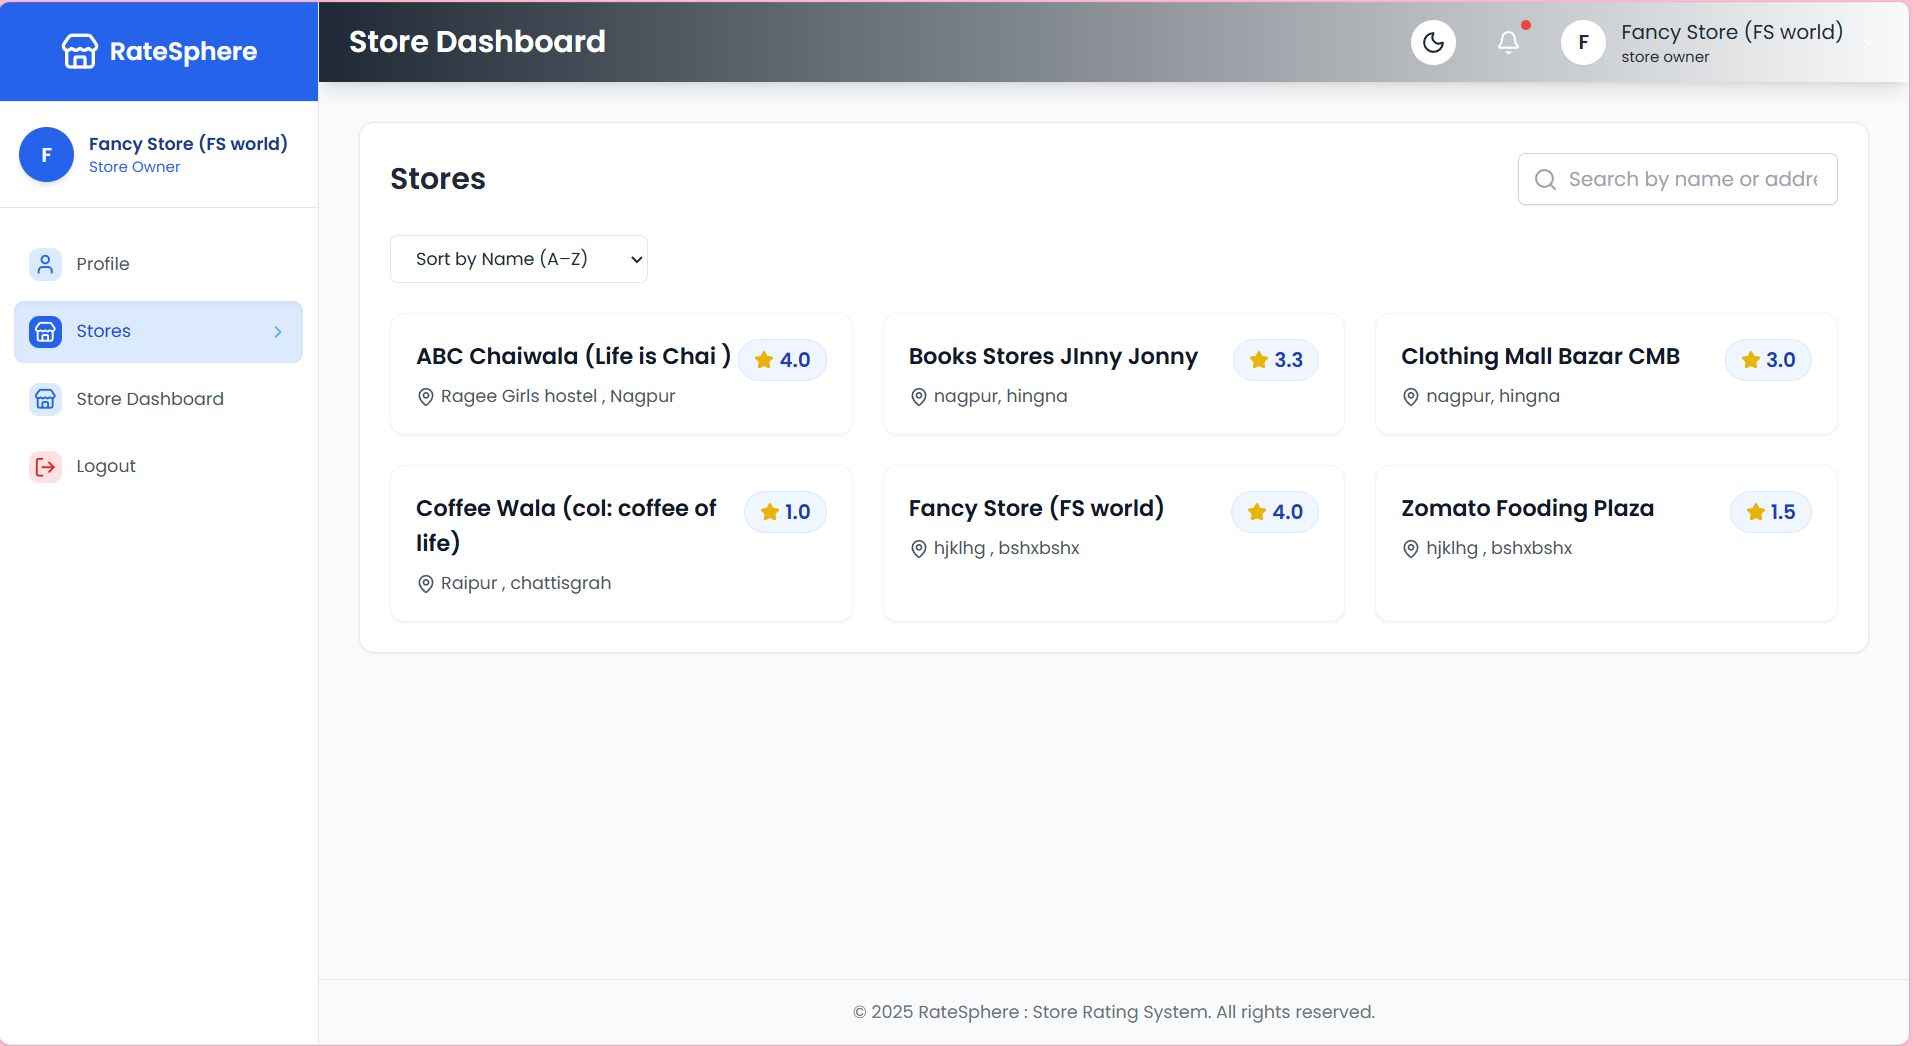 RateSphere
Fancy Store (FS world)
Store Owner
F
Profile
Stores
Store Dashboard
Logout
Store Dashboard
F
Fancy Store (FS world)
store owner
Stores
Search by name or addre
Sort by Name (A–Z)
ABC Chaiwala (Life is Chai )
4.0
Ragee Girls hostel , Nagpur
Books Stores JInny Jonny
3.3
nagpur, hingna
Clothing Mall Bazar CMB
3.0
nagpur, hingna
Coffee Wala (col: coffee of
life)
1.0
Raipur , chattisgrah
Fancy Store (FS world)
4.0
hjklhg , bshxbshx
Zomato Fooding Plaza
1.5
hjklhg , bshxbshx
© 2025 RateSphere : Store Rating System. All rights reserved.